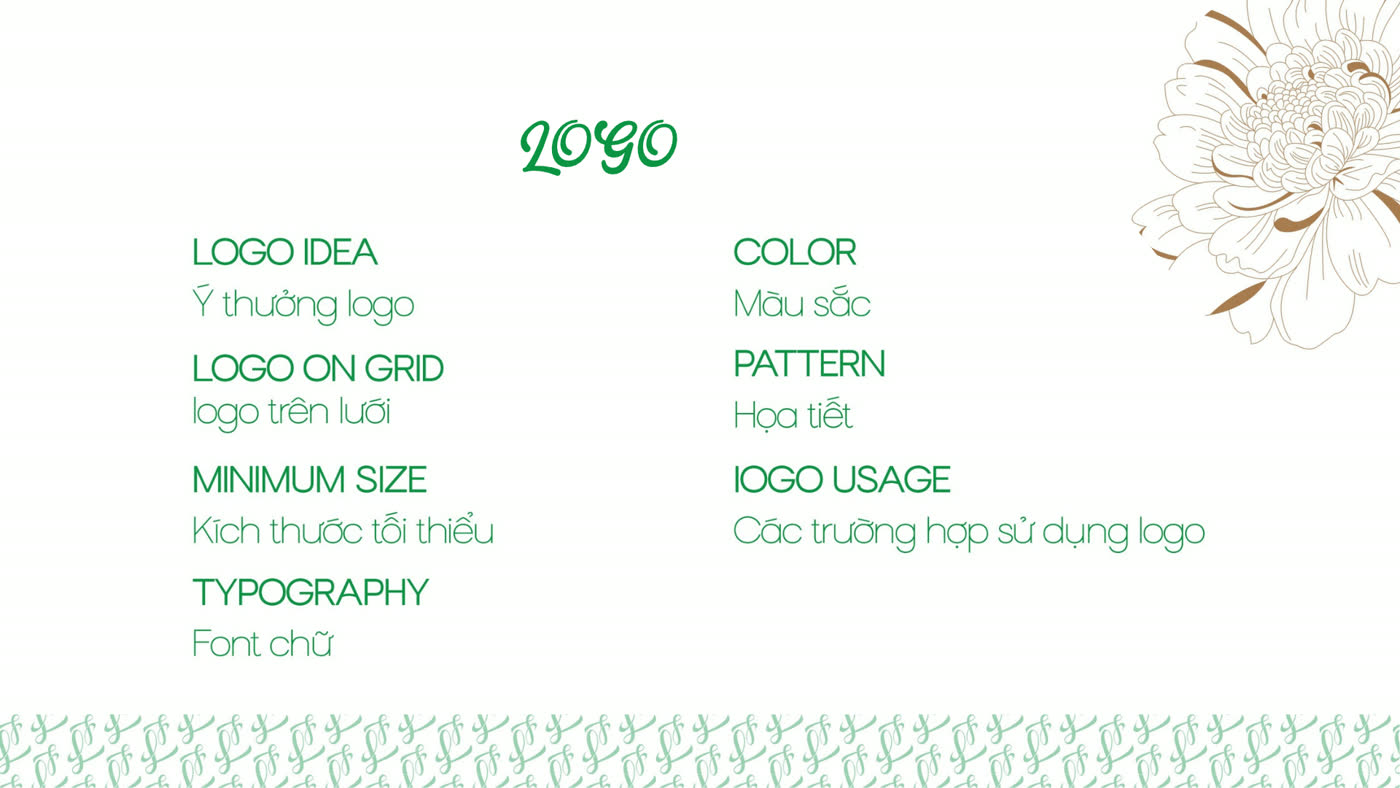 LOGO
LOGO IDEA
Ý thưởng logo
LOGO ON GRID
logo trên lưới
MINIMUM SIZE
Kích thước tối thiểu
TYPOGRAPHY
Font chữ
COLOR
Màu sắc
PATTERN
Họa tiết
lOGO USAGE
Các trường hợp sử dụng logo